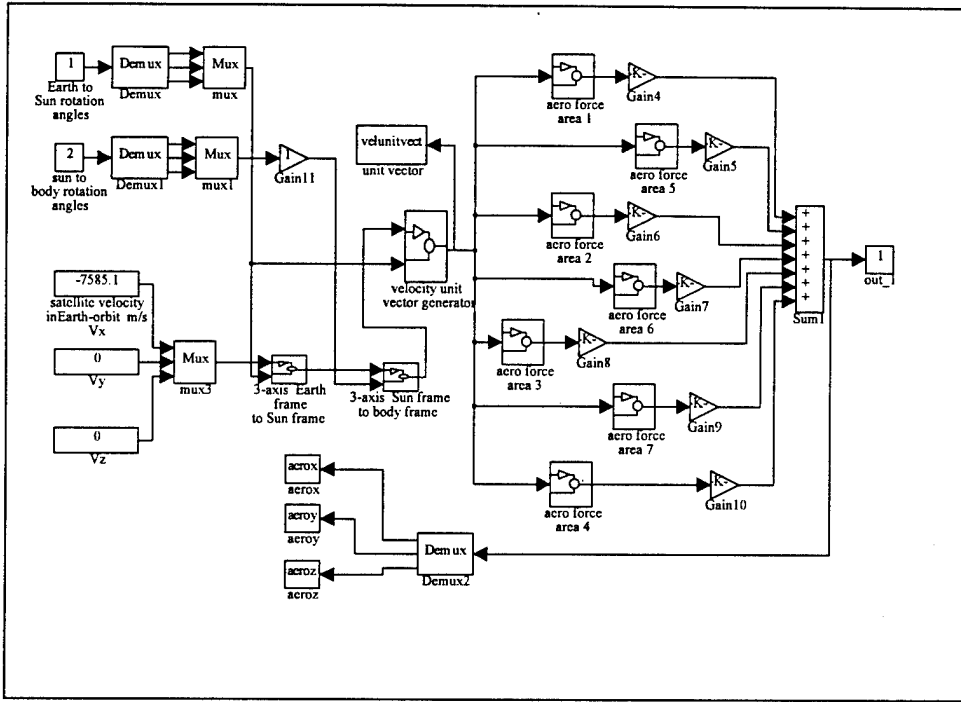 1
Earth to
Sun rotation
angles
Demux
Demux
Mux
mux
2
sun to
body rotation
angles
Demux
Demux1
Mux
mux1
1
Gain11
velunitvect
unit vector
velocity unit
vector generator
-7585.1
satellite velocity
inEarth-orbit m/s
Vx
0
Vy
0
Vz
Mux
mux3
3-axis Earth
frame
to Sun frame
3-axis Sun frame
to body frame
aero force
area 1
-K-
Gain4
aero force
area 5
-K-
Gain5
aero force
area 2
-K-
Gain6
aero force
area 6
-K-
Gain7
aero force
area 3
-K-
Gain8
aero force
area 7
-K-
Gain9
aero force
area 4
-K-
Gain10
+
+
+
+
+
+
+
Sum1
1
out_1
aerox
aerox
aeroy
aeroy
aeroz
aeroz
Demux
Demux2